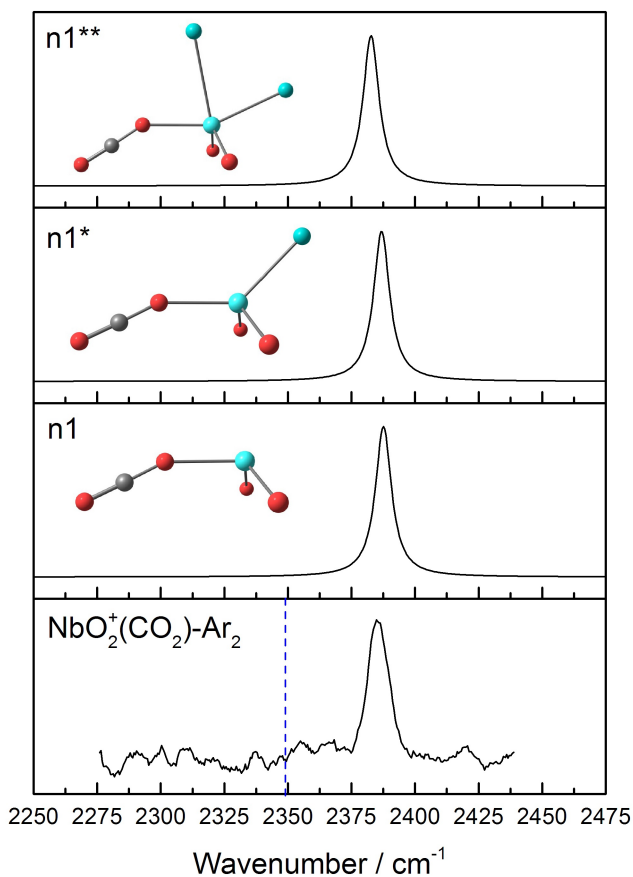 n1**
n1*
n1
NbO₂⁺(CO₂)-Ar₂
2250 2275 2300 2325 2350 2375 2400 2425 2450 2475
Wavenumber / cm⁻¹